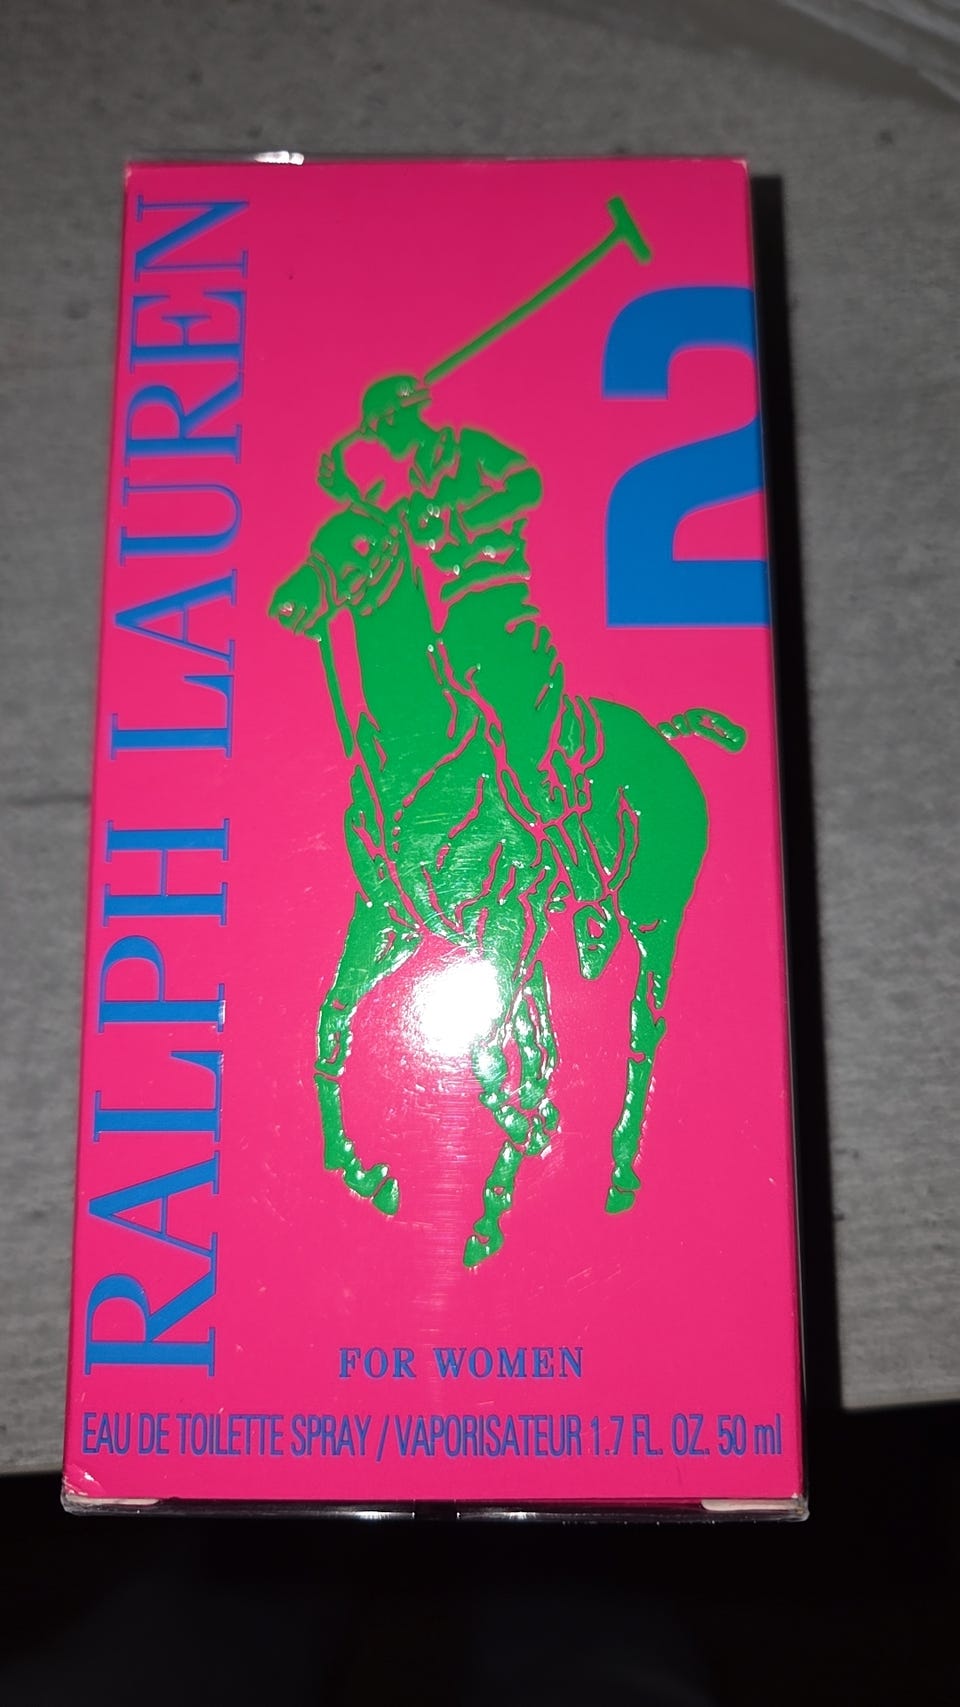 RALPH LAUREN
2
FOR WOMEN
EAU DE TOILETTE SPRAY / VAPORISATEUR 1.7 FL. OZ. 50 ml